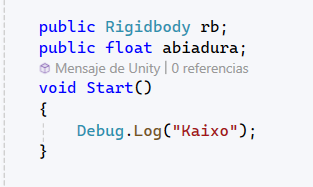 public Rigidbody rb;
public float abiadura;
Mensaje de Unity | 0 referencias
void Start()
{
Debug.Log("Kaixo");
}